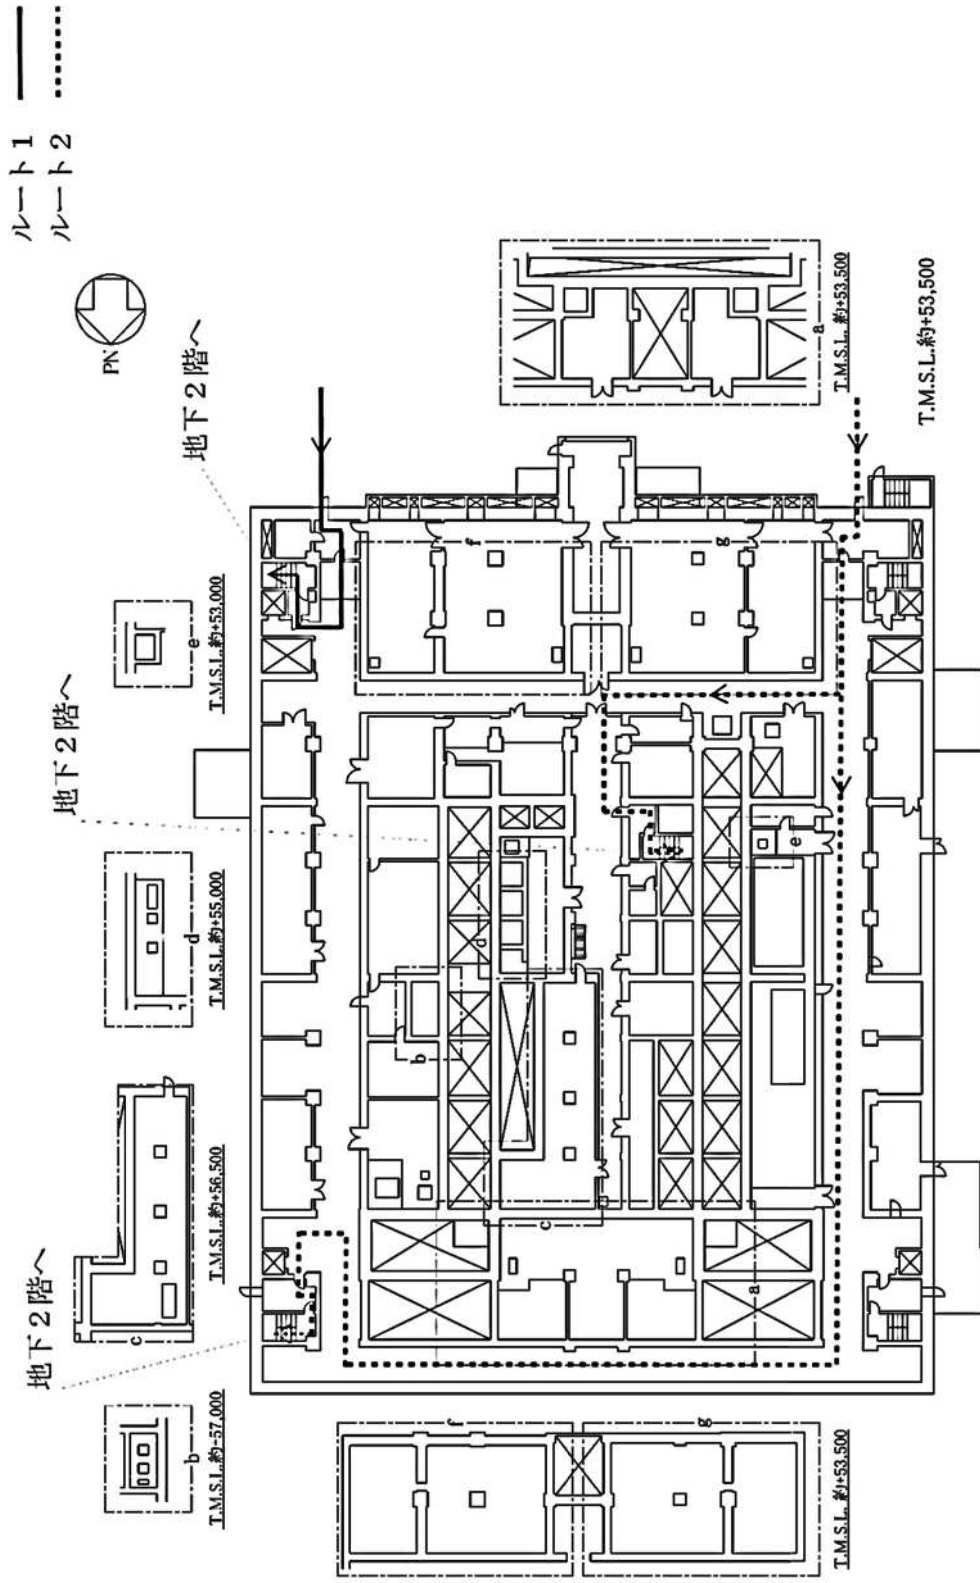 ルート1
ルート2
PN
地下2階へ
地下2階へ
地下2階へ
e
T.M.S.L.約+53,000
d
T.M.S.L.約+55,000
c
T.M.S.L.約+56,500
b
T.M.S.L.約-57,000
a
T.M.S.L.約+53,500
T.M.S.L.約+53,500
f
g
e
d
b
c
a
f
g
T.M.S.L.約+53,500